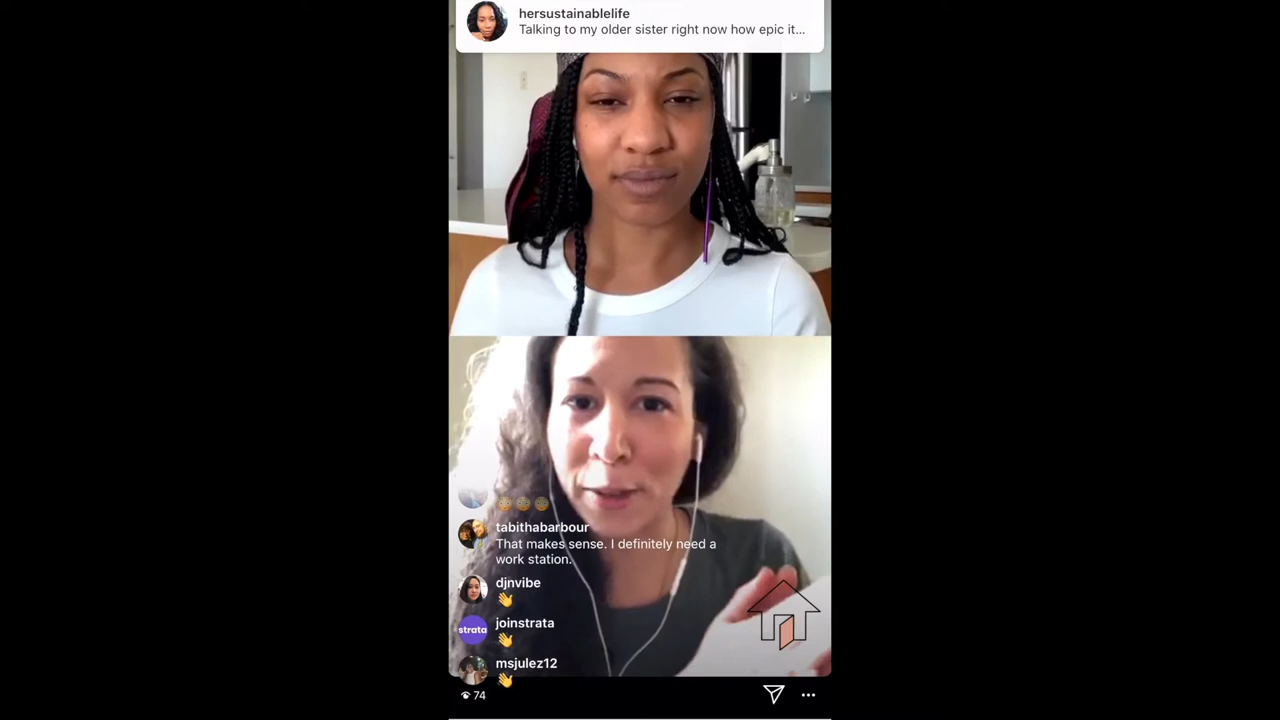 hersustainablelife
Talking to my older sister right now how epic it...
tabithabarbour
That makes sense. I definitely need a
work station.
djnvibe
joinstrata
strata
msjulez12
74